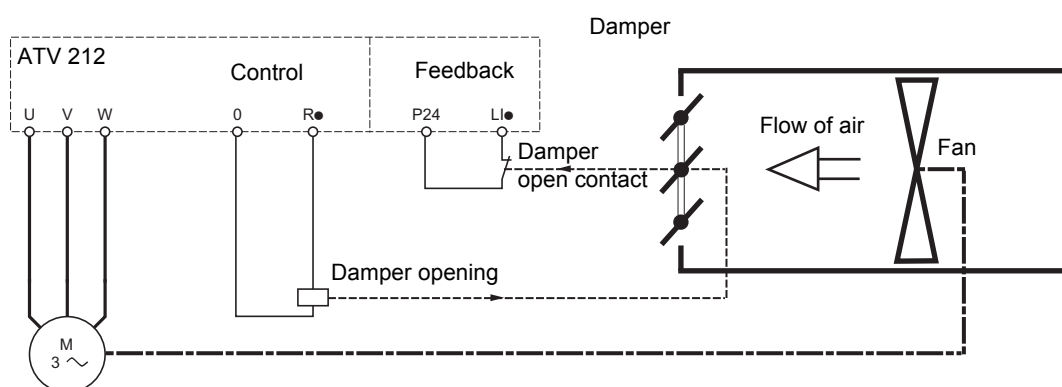 Damper
ATV 212
Control
Feedback
U V W 0 R● P24 LI●
Damper
open contact
Flow of air
Fan
Damper opening
M
3 ~